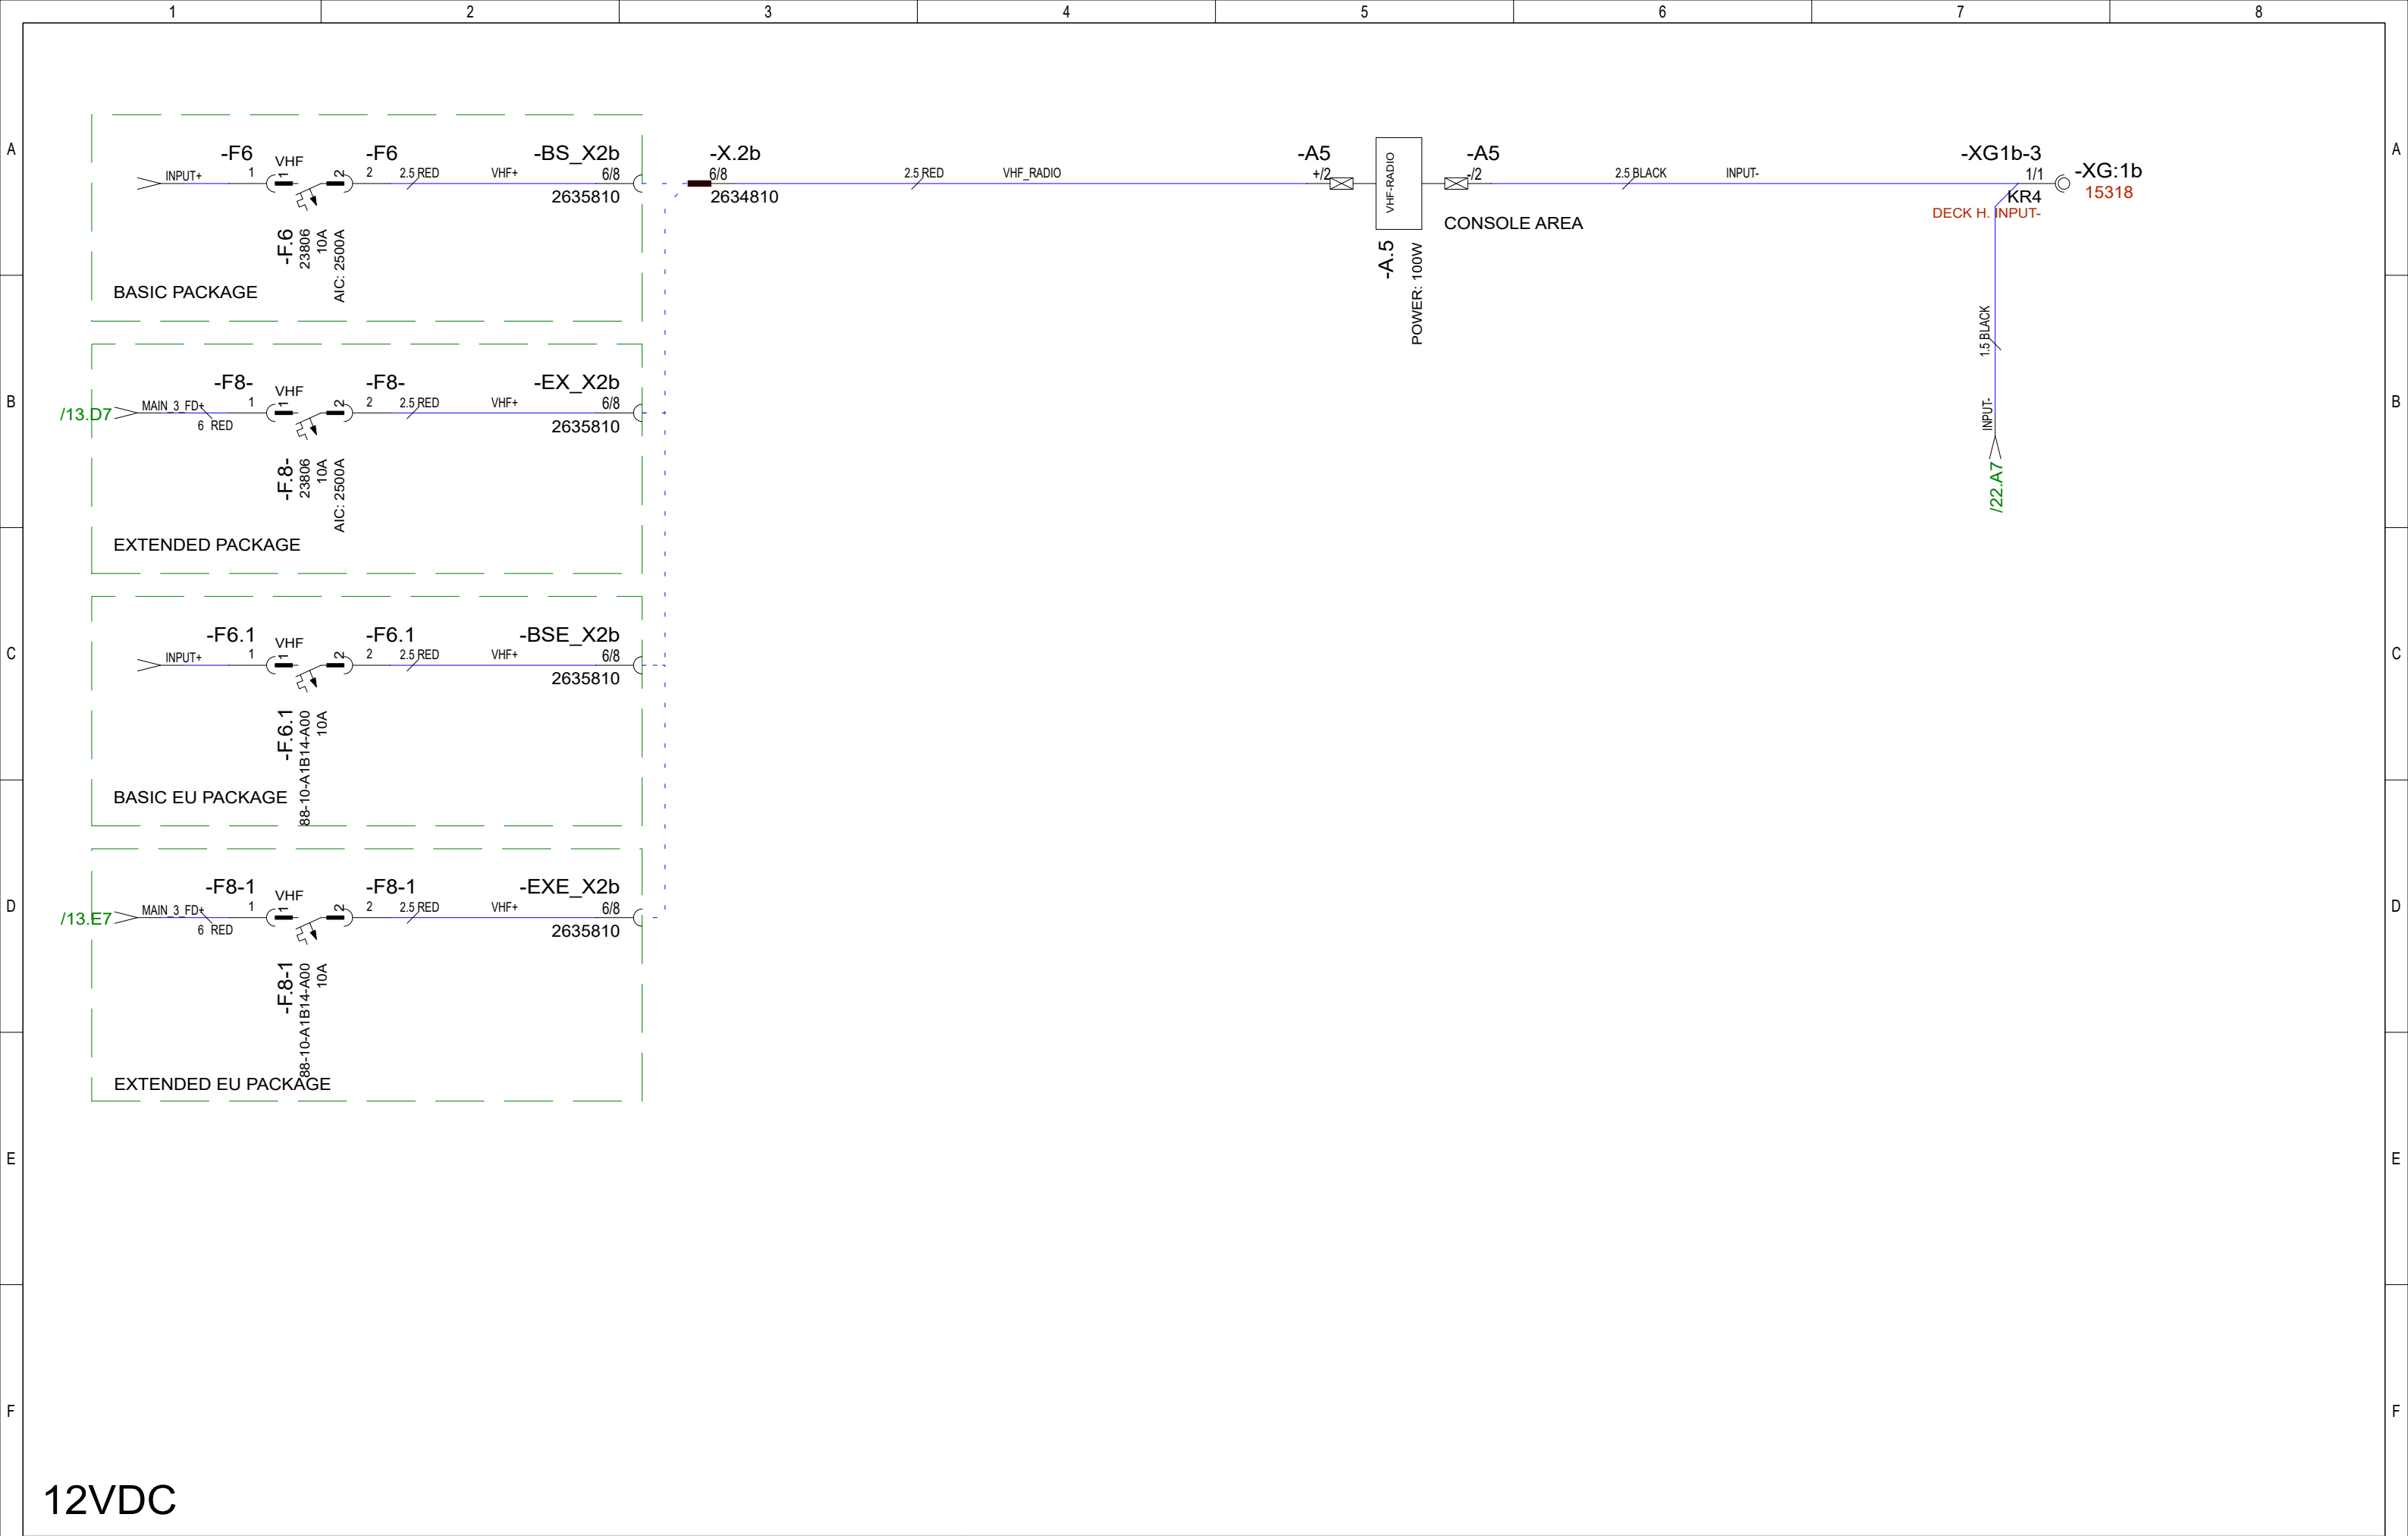 1 2 3 4 5 6 7 8
A A
-F6 VHF -F6 -BS_X2b -X.2b -A5 -A5 -XG1b-3
INPUT+ 1 1 2 2 2.5 RED VHF+ 6/8 6/8 2.5 RED VHF_RADIO +/2 VHF-RADIO -/2 2.5 BLACK INPUT- 1/1 -XG:1b
2635810 2634810 KR4 15318
DECK H. INPUT-
CONSOLE AREA
-F.6
23806
10A
AIC: 2500A
-A.5
POWER: 100W
BASIC PACKAGE
1.5 BLACK
INPUT-
/22.A7
B B
-F8- VHF -F8- -EX_X2b
/13.D7 MAIN_3_FD+ 1 1 2 2 2.5 RED VHF+ 6/8
6 RED 2635810
-F.8-
23806
10A
AIC: 2500A
EXTENDED PACKAGE
C C
-F6.1 VHF -F6.1 -BSE_X2b
INPUT+ 1 1 2 2 2.5 RED VHF+ 6/8
2635810
-F.6.1
88-10-A1B14-A00
10A
BASIC EU PACKAGE
D D
-F8-1 VHF -F8-1 -EXE_X2b
/13.E7 MAIN_3_FD+ 1 1 2 2 2.5 RED VHF+ 6/8
6 RED 2635810
-F.8-1
88-10-A1B14-A00
10A
EXTENDED EU PACKAGE
E E
F F
12VDC